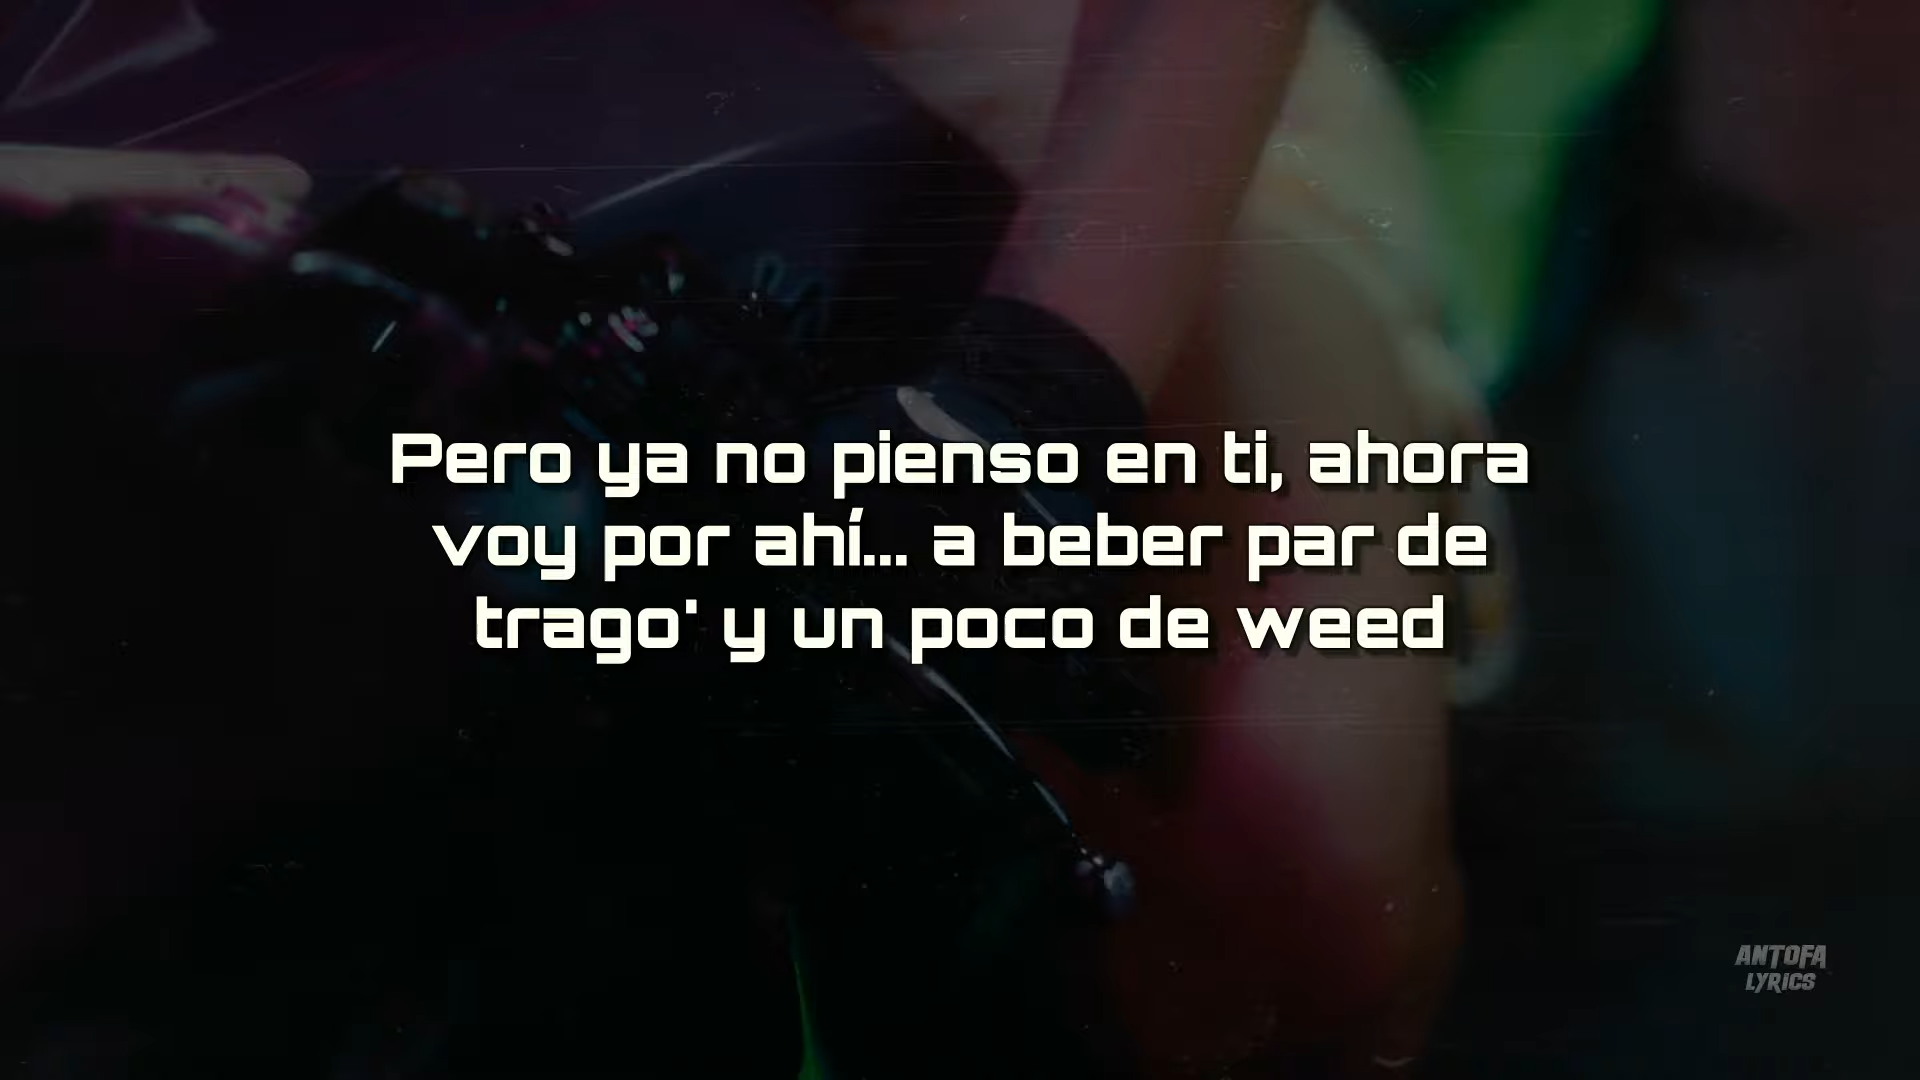 Pero ya no pienso en ti, ahora
voy por ahí... a beber par de
trago' y un poco de weed
ANTOFA
LYRICS